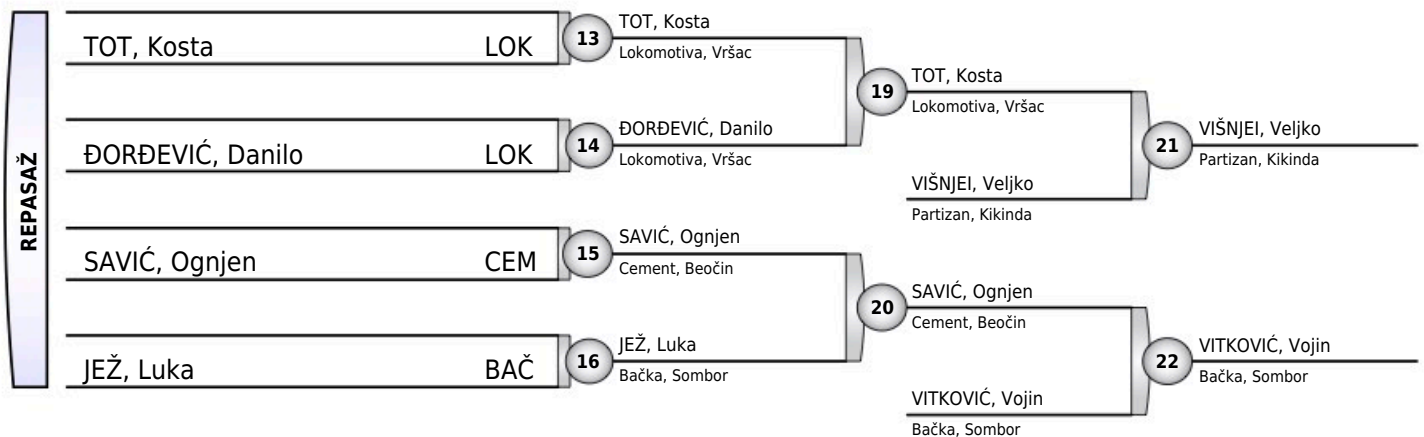 REPASAŽ
TOT, Kosta LOK
ĐORĐEVIĆ, Danilo LOK
SAVIĆ, Ognjen CEM
JEŽ, Luka BAČ
13
TOT, Kosta
Lokomotiva, Vršac
14
ĐORĐEVIĆ, Danilo
Lokomotiva, Vršac
15
SAVIĆ, Ognjen
Cement, Beočin
16
JEŽ, Luka
Bačka, Sombor
19
TOT, Kosta
Lokomotiva, Vršac
VIŠNJEI, Veljko
Partizan, Kikinda
20
SAVIĆ, Ognjen
Cement, Beočin
VITKOVIĆ, Vojin
Bačka, Sombor
21
VIŠNJEI, Veljko
Partizan, Kikinda
22
VITKOVIĆ, Vojin
Bačka, Sombor